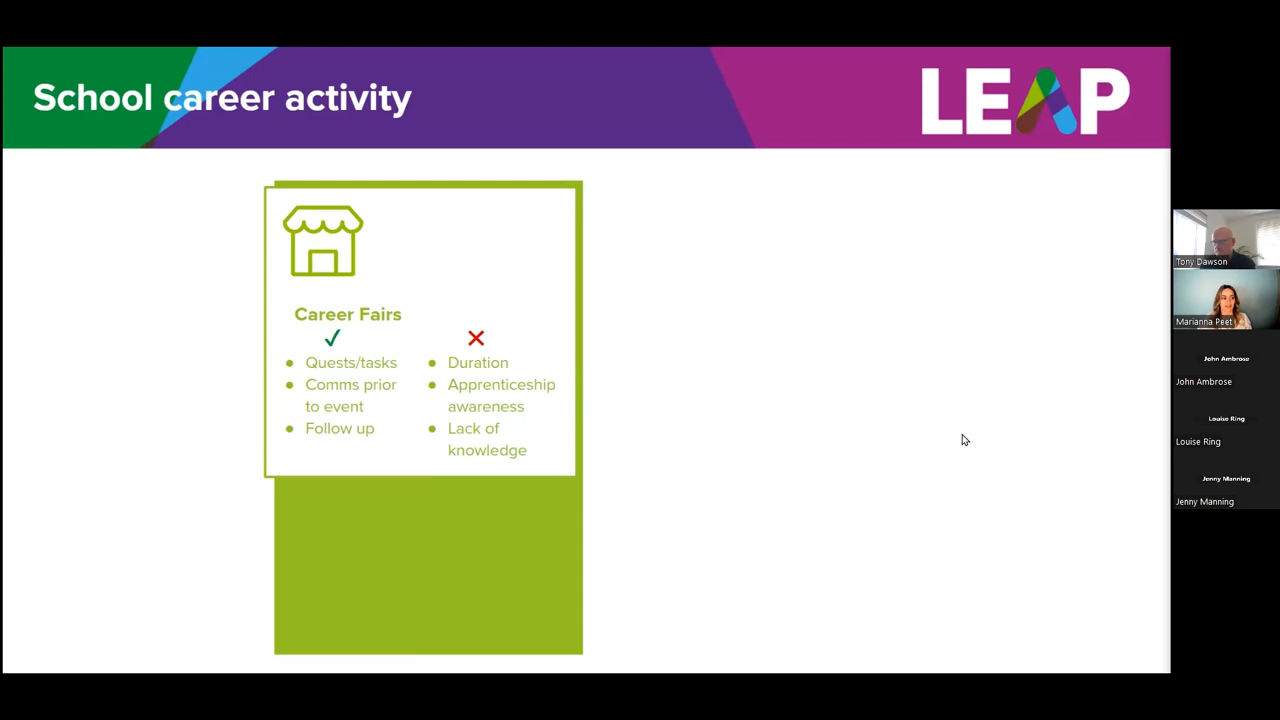 School career activity
LEAP
Career Fairs
✓
✕
Quests/tasks
Comms prior
to event
Follow up
Duration
Apprenticeship
awareness
Lack of
knowledge
Tony Dawson
Marianna Peet
John Ambrose
John Ambrose
Louise Ring
Louise Ring
Jenny Manning
Jenny Manning